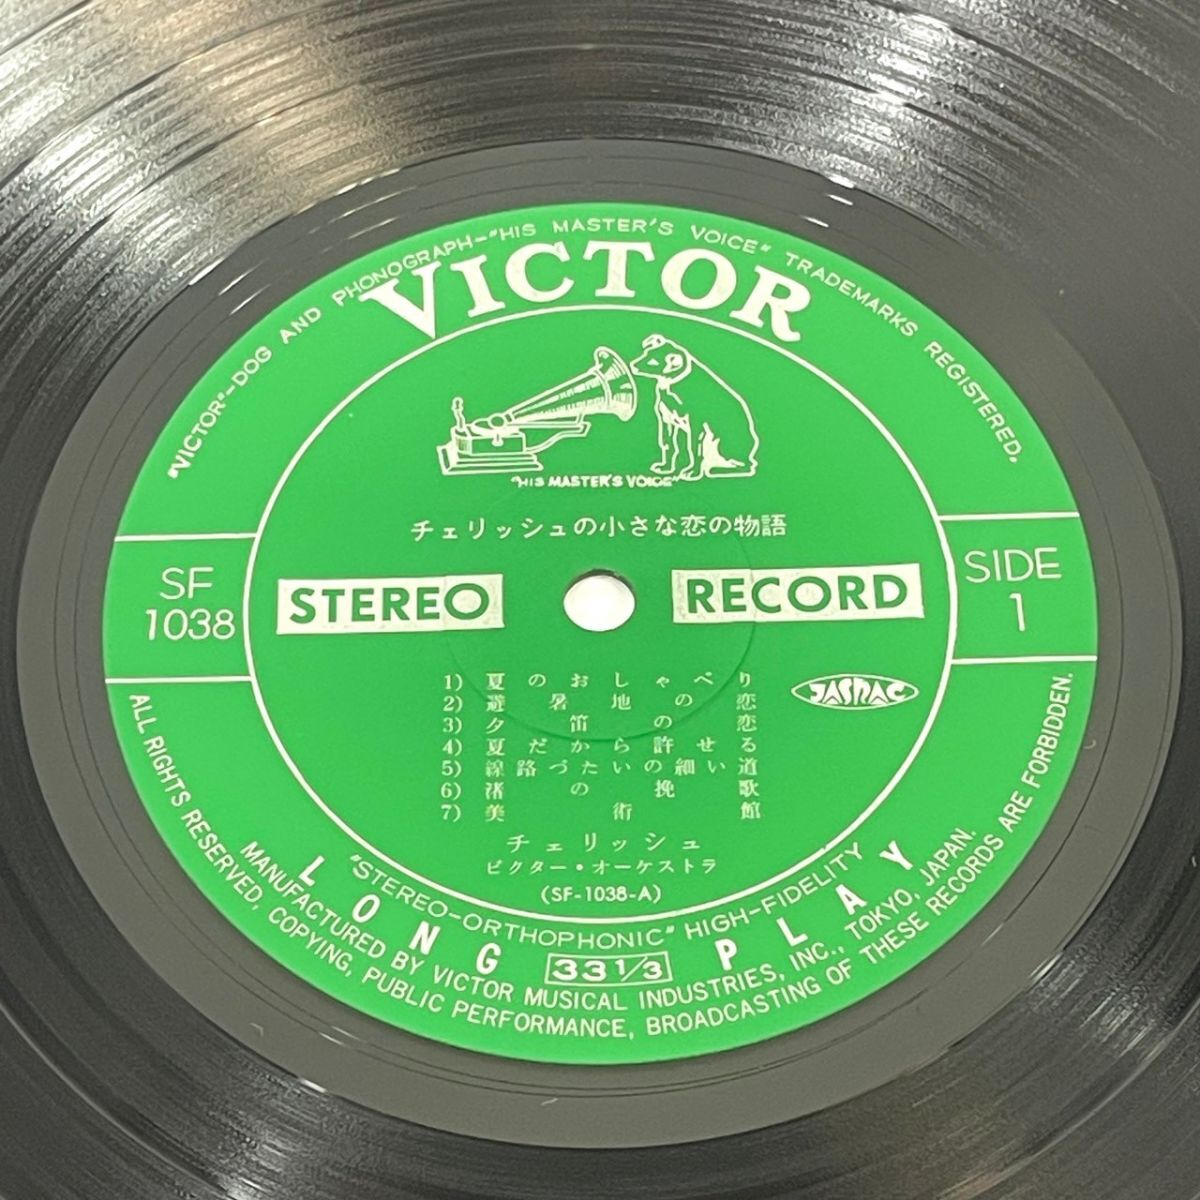 "VICTOR"-DOG AND PHONOGRAPH-"HIS MASTER'S VOICE" TRADEMARKS REGISTERED.
VICTOR
"HIS MASTER'S VOICE"
チェリッシュの小さな恋の物語
SF
1038
STEREO RECORD
SIDE
1
1) 夏のおしゃべり
2) 避暑地の恋
3) 夕笛の恋
4) 夏だから許せる
5) 線路づたいの細い道
6) 渚の挽歌
7) 美術館
JASRAC
チェリッシュ
ビクター・オーケストラ
(SF-1038-A)
"STEREO-ORTHOPHONIC" HIGH-FIDELITY
LONG 33 1/3 PLAY
MANUFACTURED BY VICTOR MUSICAL INDUSTRIES, INC., TOKYO, JAPAN.
ALL RIGHTS RESERVED, COPYING, PUBLIC PERFORMANCE, BROADCASTING OF THESE RECORDS ARE FORBIDDEN.